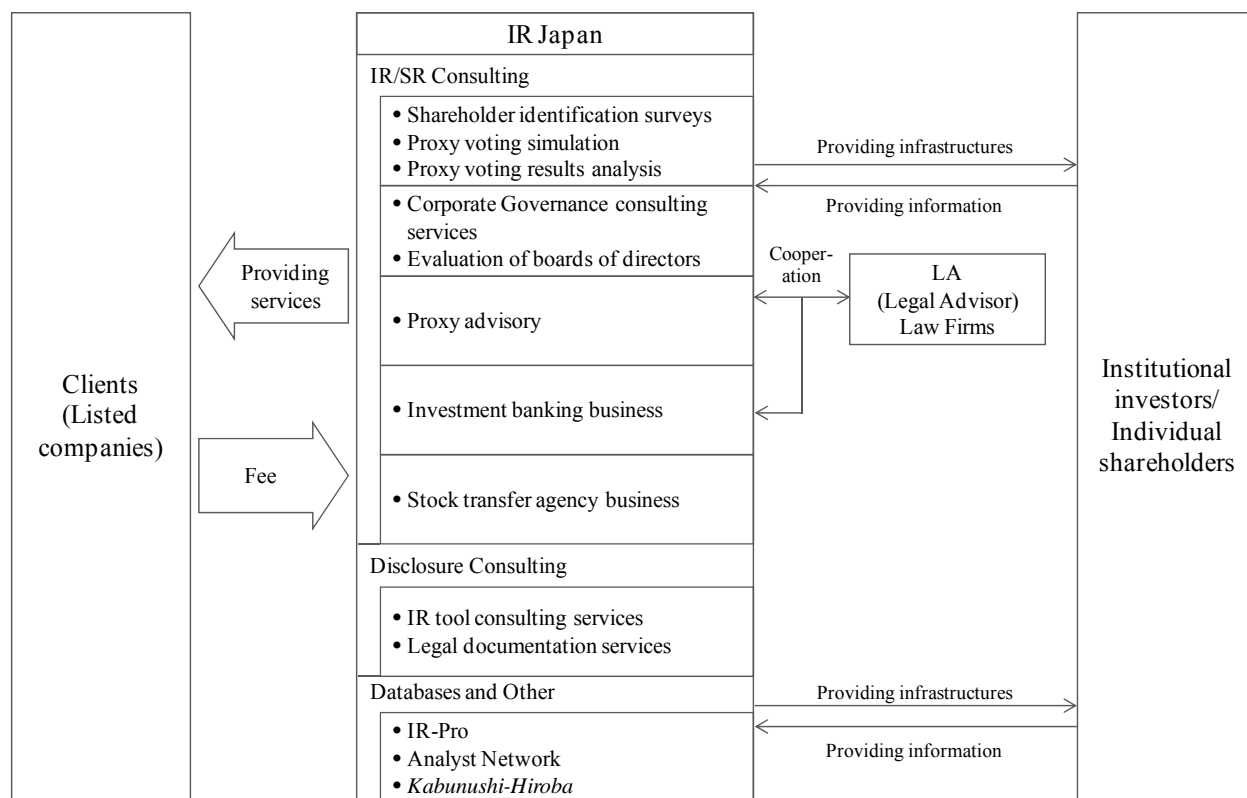 IR Japan
IR/SR Consulting
• Shareholder identification surveys
• Proxy voting simulation
• Proxy voting results analysis
• Corporate Governance consulting
services
• Evaluation of boards of directors
• Proxy advisory
• Investment banking business
• Stock transfer agency business
Disclosure Consulting
• IR tool consulting services
• Legal documentation services
Databases and Other
• IR-Pro
• Analyst Network
• Kabunushi-Hiroba
Clients
(Listed
companies)
Providing
services
Fee
Providing infrastructures
Providing information
Cooper-
ation
LA
(Legal Advisor)
Law Firms
Providing infrastructures
Providing information
Institutional
investors/
Individual
shareholders